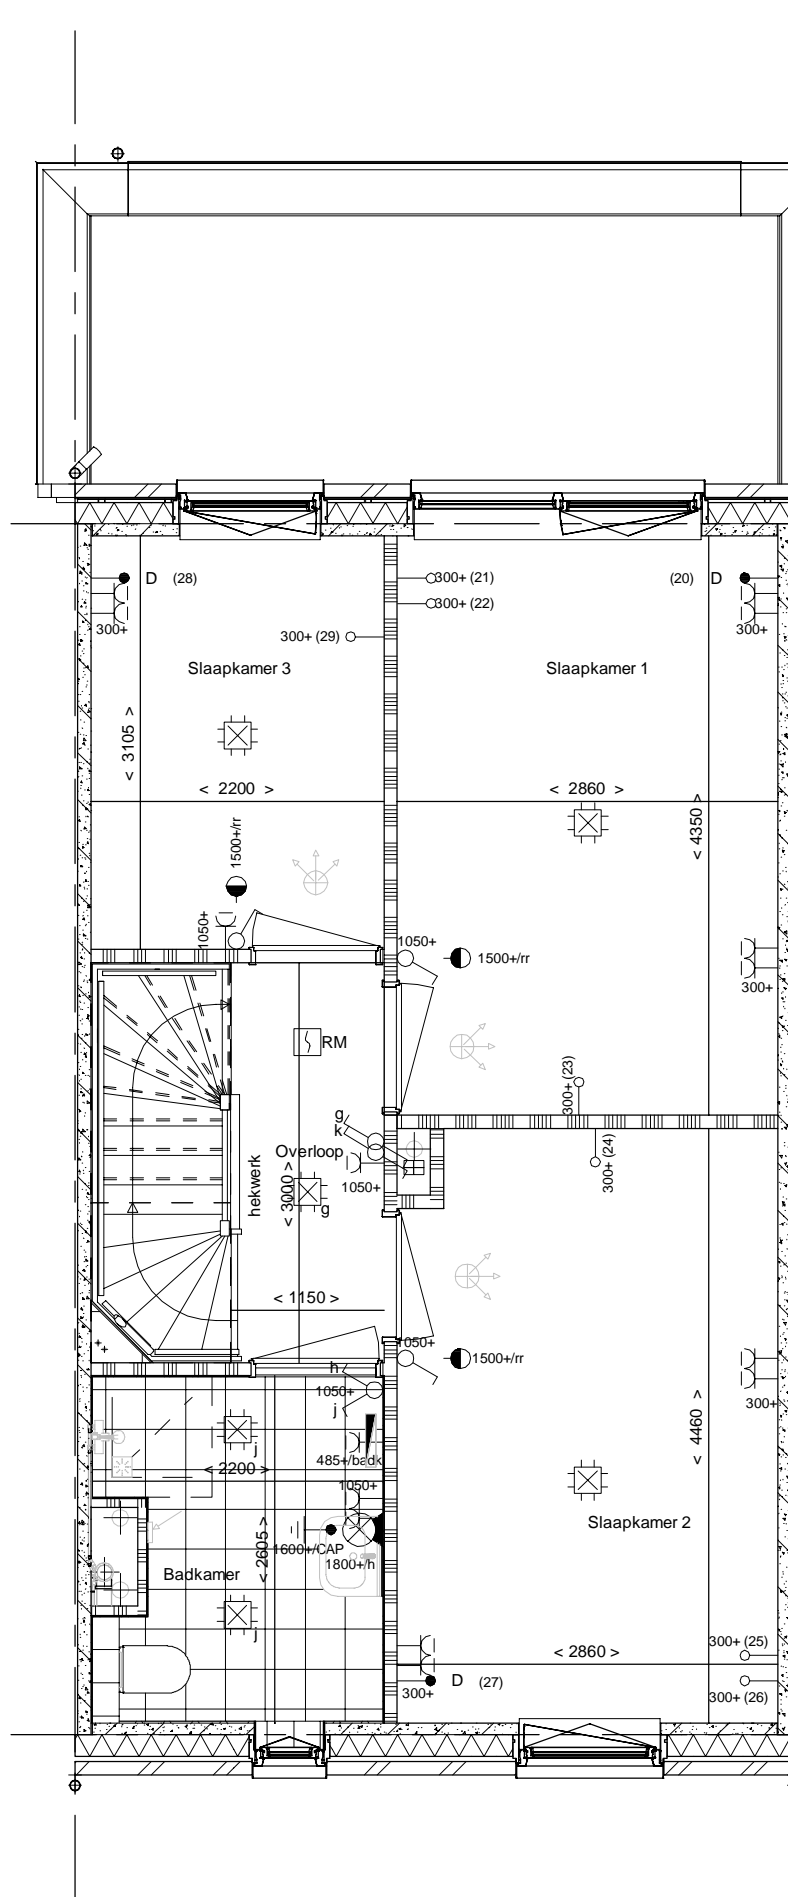 300+ (21)
D (28)
(20) D
300+ (22)
300+
300+
300+ (29)
Slaapkamer 3
Slaapkamer 1
< 3105 >
< 2200 >
< 2860 >
< 4350 >
1500+/rr
1050+
1050+
1500+/rr
300+
RM
300+ (23)
g
k
Overloop
300+ (24)
1050+
hekwerk
< 3000 >
g
< 1150 >
1050+
1500+/rr
h
1050+
j
300+
j
485+/badk
< 2200 >
< 4460 >
1050+
Slaapkamer 2
1600+/CAP
< 2605 >
1800+/h
Badkamer
j
300+ (25)
< 2860 >
D (27)
300+
300+ (26)